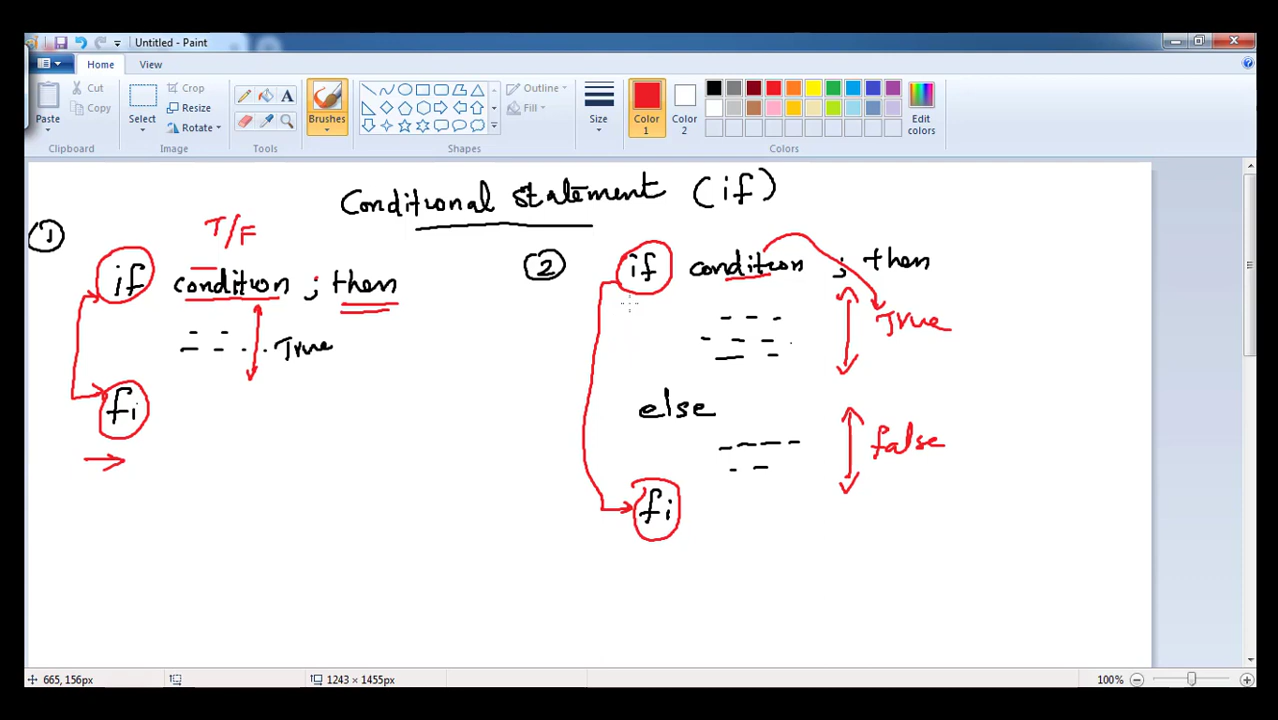 Untitled - Paint
Home
View
Paste
Cut
Copy
Clipboard
Select
Crop
Resize
Rotate
Image
A
Tools
Brushes
Outline
Fill
Shapes
Size
Color 1
Color 2
Edit colors
Colors
Conditional Statement (if)
1
T/F
if condition ; then
True
fi
2
if condition ; then
True
else
false
fi
665, 156px
1243 × 1455px
100%